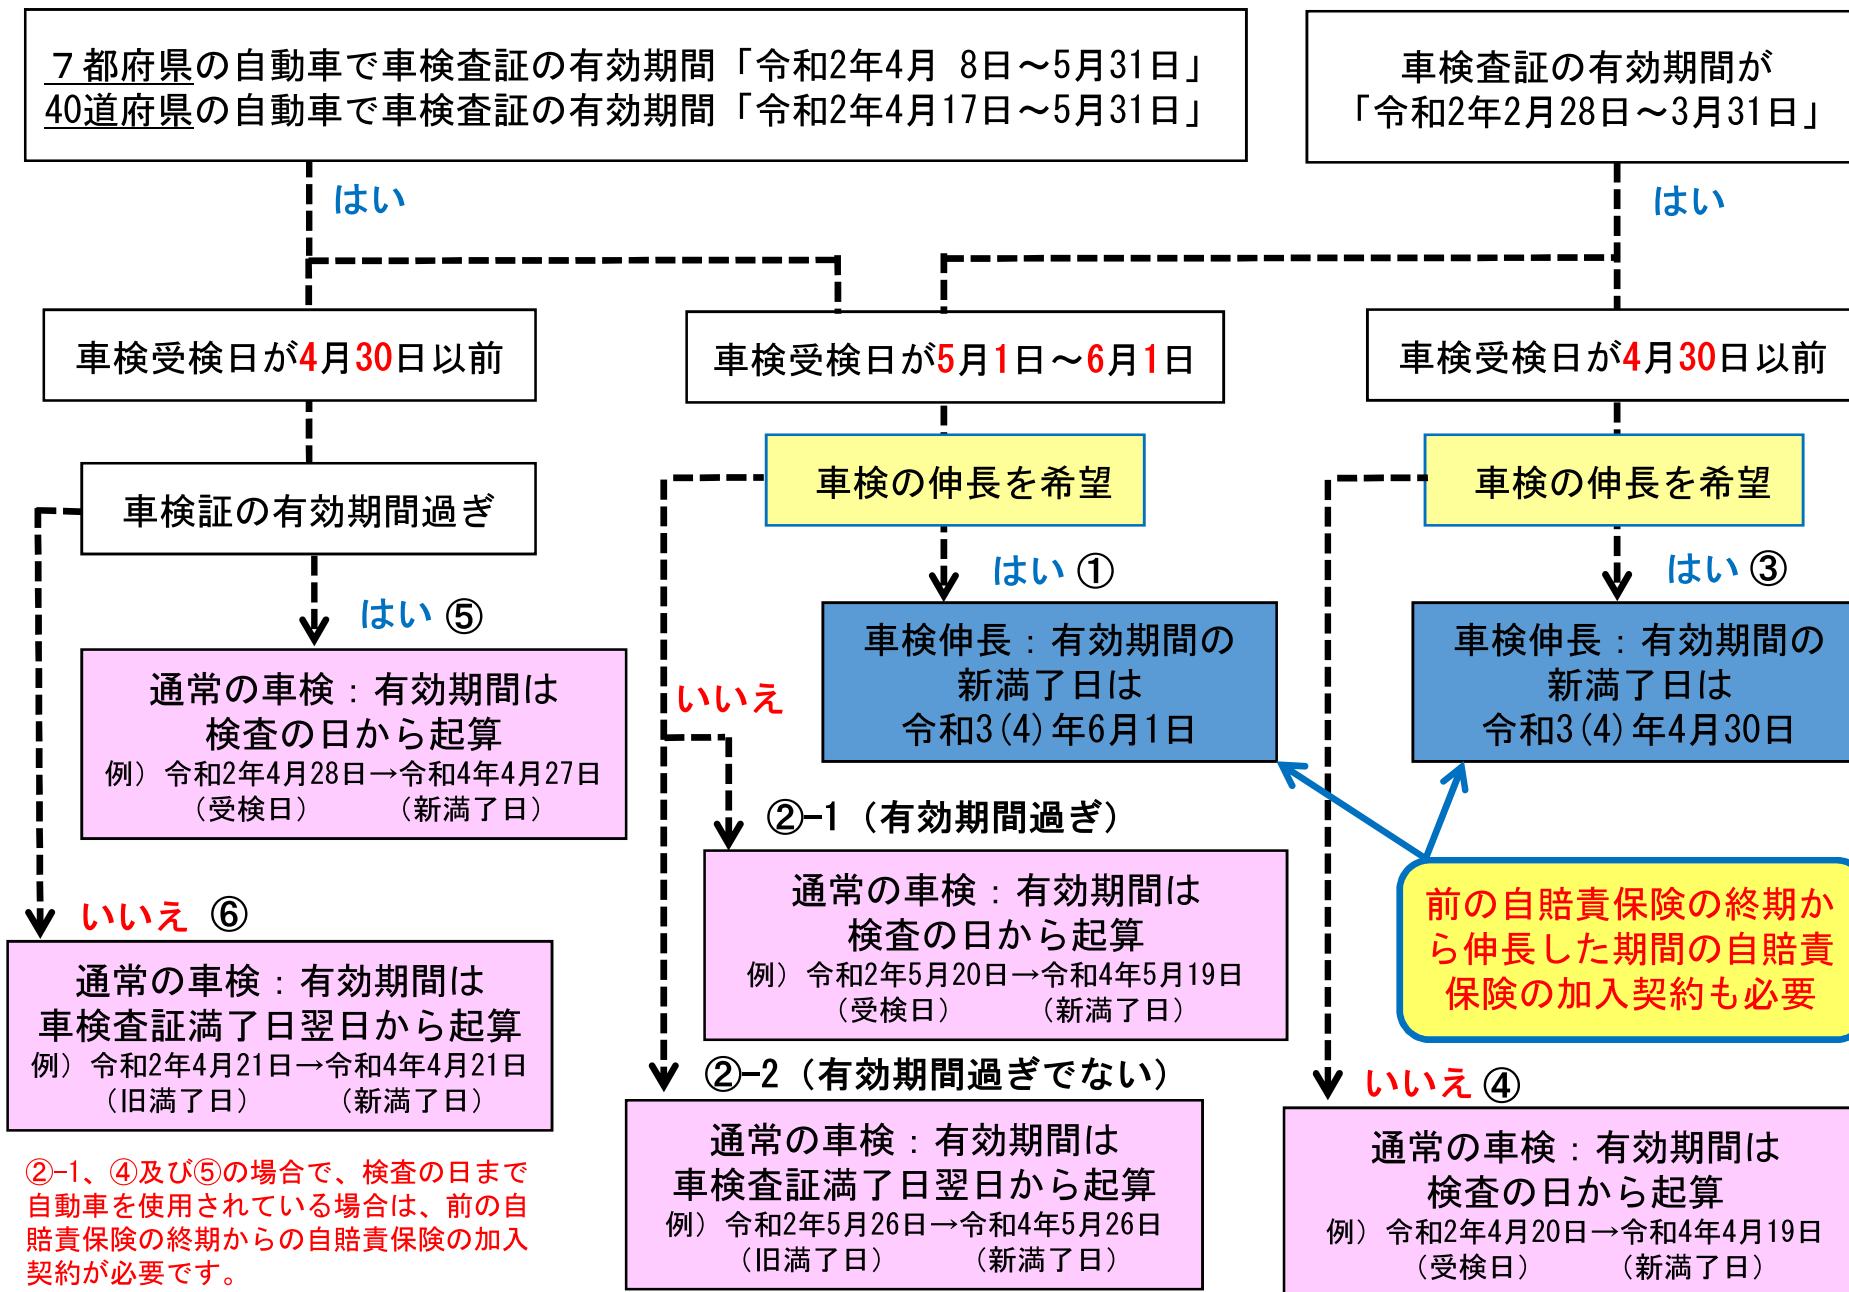 ７都府県の自動車で車検査証の有効期間「令和2年4月 8日～5月31日」
40道府県の自動車で車検査証の有効期間「令和2年4月17日～5月31日」
車検査証の有効期間が
「令和2年2月28日～3月31日」
はい
はい
車検受検日が4月30日以前
車検受検日が5月1日～6月1日
車検受検日が4月30日以前
車検の伸長を希望
車検の伸長を希望
車検証の有効期間過ぎ
はい ①
はい ③
はい ⑤
車検伸長：有効期間の
新満了日は
令和3(4)年6月1日
車検伸長：有効期間の
新満了日は
令和3(4)年4月30日
通常の車検：有効期間は
検査の日から起算
例）令和2年4月28日→令和4年4月27日
（受検日） （新満了日）
いいえ
②-1（有効期間過ぎ）
通常の車検：有効期間は
検査の日から起算
例）令和2年5月20日→令和4年5月19日
（受検日） （新満了日）
前の自賠責保険の終期か
ら伸長した期間の自賠責
保険の加入契約も必要
いいえ ⑥
通常の車検：有効期間は
車検査証満了日翌日から起算
例）令和2年4月21日→令和4年4月21日
（旧満了日） （新満了日）
②-2（有効期間過ぎでない）
通常の車検：有効期間は
車検査証満了日翌日から起算
例）令和2年5月26日→令和4年5月26日
（旧満了日） （新満了日）
いいえ ④
通常の車検：有効期間は
検査の日から起算
例）令和2年4月20日→令和4年4月19日
（受検日） （新満了日）
②-1、④及び⑤の場合で、検査の日まで
自動車を使用されている場合は、前の自
賠責保険の終期からの自賠責保険の加入
契約が必要です。